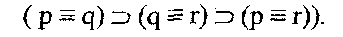 ( p ≡ q) ⊃ (q ≡ r) ⊃ (p ≡ r)).